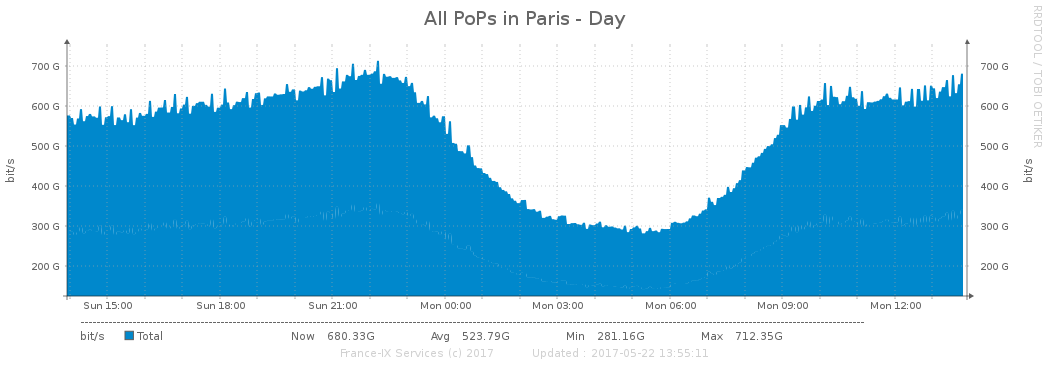 All PoPs in Paris - Day
RRDTOOL / TOBI OETIKER
700 G 700 G
600 G 600 G
500 G 500 G
400 G 400 G
300 G 300 G
200 G 200 G
bit/s
bit/s
Sun 15:00 Sun 18:00 Sun 21:00 Mon 00:00 Mon 03:00 Mon 06:00 Mon 09:00 Mon 12:00
bit/s Total Now 680.33G Avg 523.79G Min 281.16G Max 712.35G
France-IX Services (c) 2017 Updated : 2017-05-22 13:55:11